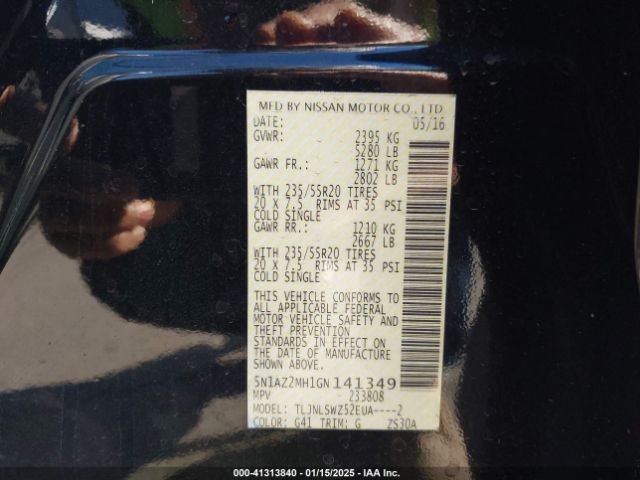 MFD BY NISSAN MOTOR CO., LTD
DATE: 05/16
GVWR: 2395 KG
5280 LB
GAWR FR.: 1271 KG
2802 LB
WITH 235/55R20 TIRES
20 X 7.5 RIMS AT 35 PSI
COLD SINGLE
GAWR RR.: 1210 KG
2667 LB
WITH 235/55R20 TIRES
20 X 7.5 RIMS AT 35 PSI
COLD SINGLE
THIS VEHICLE CONFORMS TO
ALL APPLICABLE FEDERAL
MOTOR VEHICLE SAFETY AND
THEFT PREVENTION
STANDARDS IN EFFECT ON
THE DATE OF MANUFACTURE
SHOWN ABOVE.
5N1AZ2MH1GN141349
MPV 233808
MODEL: TLJNLSWZ52EUA----2
COLOR: G41 TRIM: G ZS30A
000-41313840 - 01/15/2025 - IAA Inc.